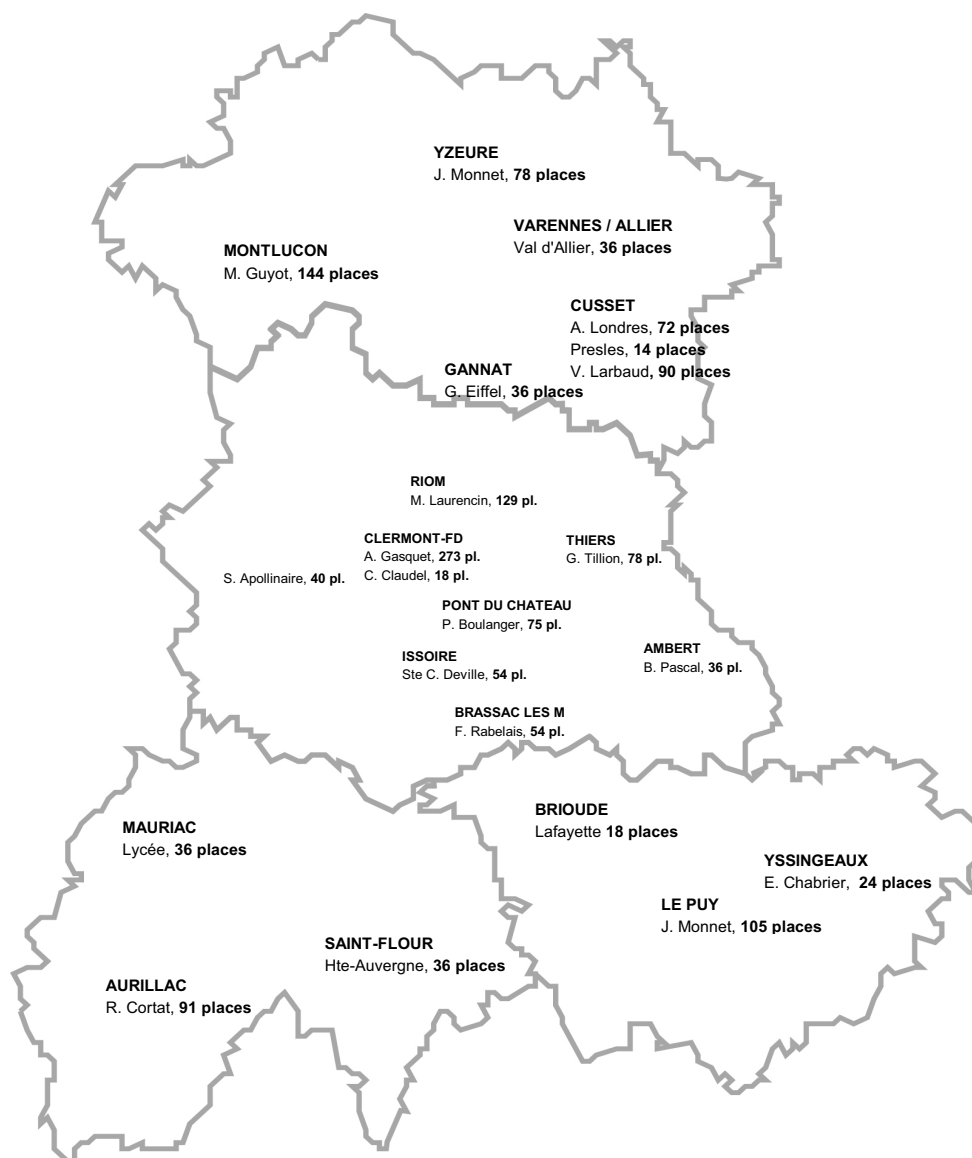 YZEURE
J. Monnet, 78 places
VARENNES / ALLIER
Val d'Allier, 36 places
MONTLUCON
M. Guyot, 144 places
CUSSET
A. Londres, 72 places
Presles, 14 places
V. Larbaud, 90 places
GANNAT
G. Eiffel, 36 places
RIOM
M. Laurencin, 129 pl.
CLERMONT-FD
A. Gasquet, 273 pl.
C. Claudel, 18 pl.
S. Apollinaire, 40 pl.
THIERS
G. Tillion, 78 pl.
PONT DU CHATEAU
P. Boulanger, 75 pl.
ISSOIRE
Ste C. Deville, 54 pl.
AMBERT
B. Pascal, 36 pl.
BRASSAC LES M
F. Rabelais, 54 pl.
BRIOUDE
Lafayette 18 places
MAURIAC
Lycée, 36 places
YSSINGEAUX
E. Chabrier, 24 places
LE PUY
J. Monnet, 105 places
SAINT-FLOUR
Hte-Auvergne, 36 places
AURILLAC
R. Cortat, 91 places